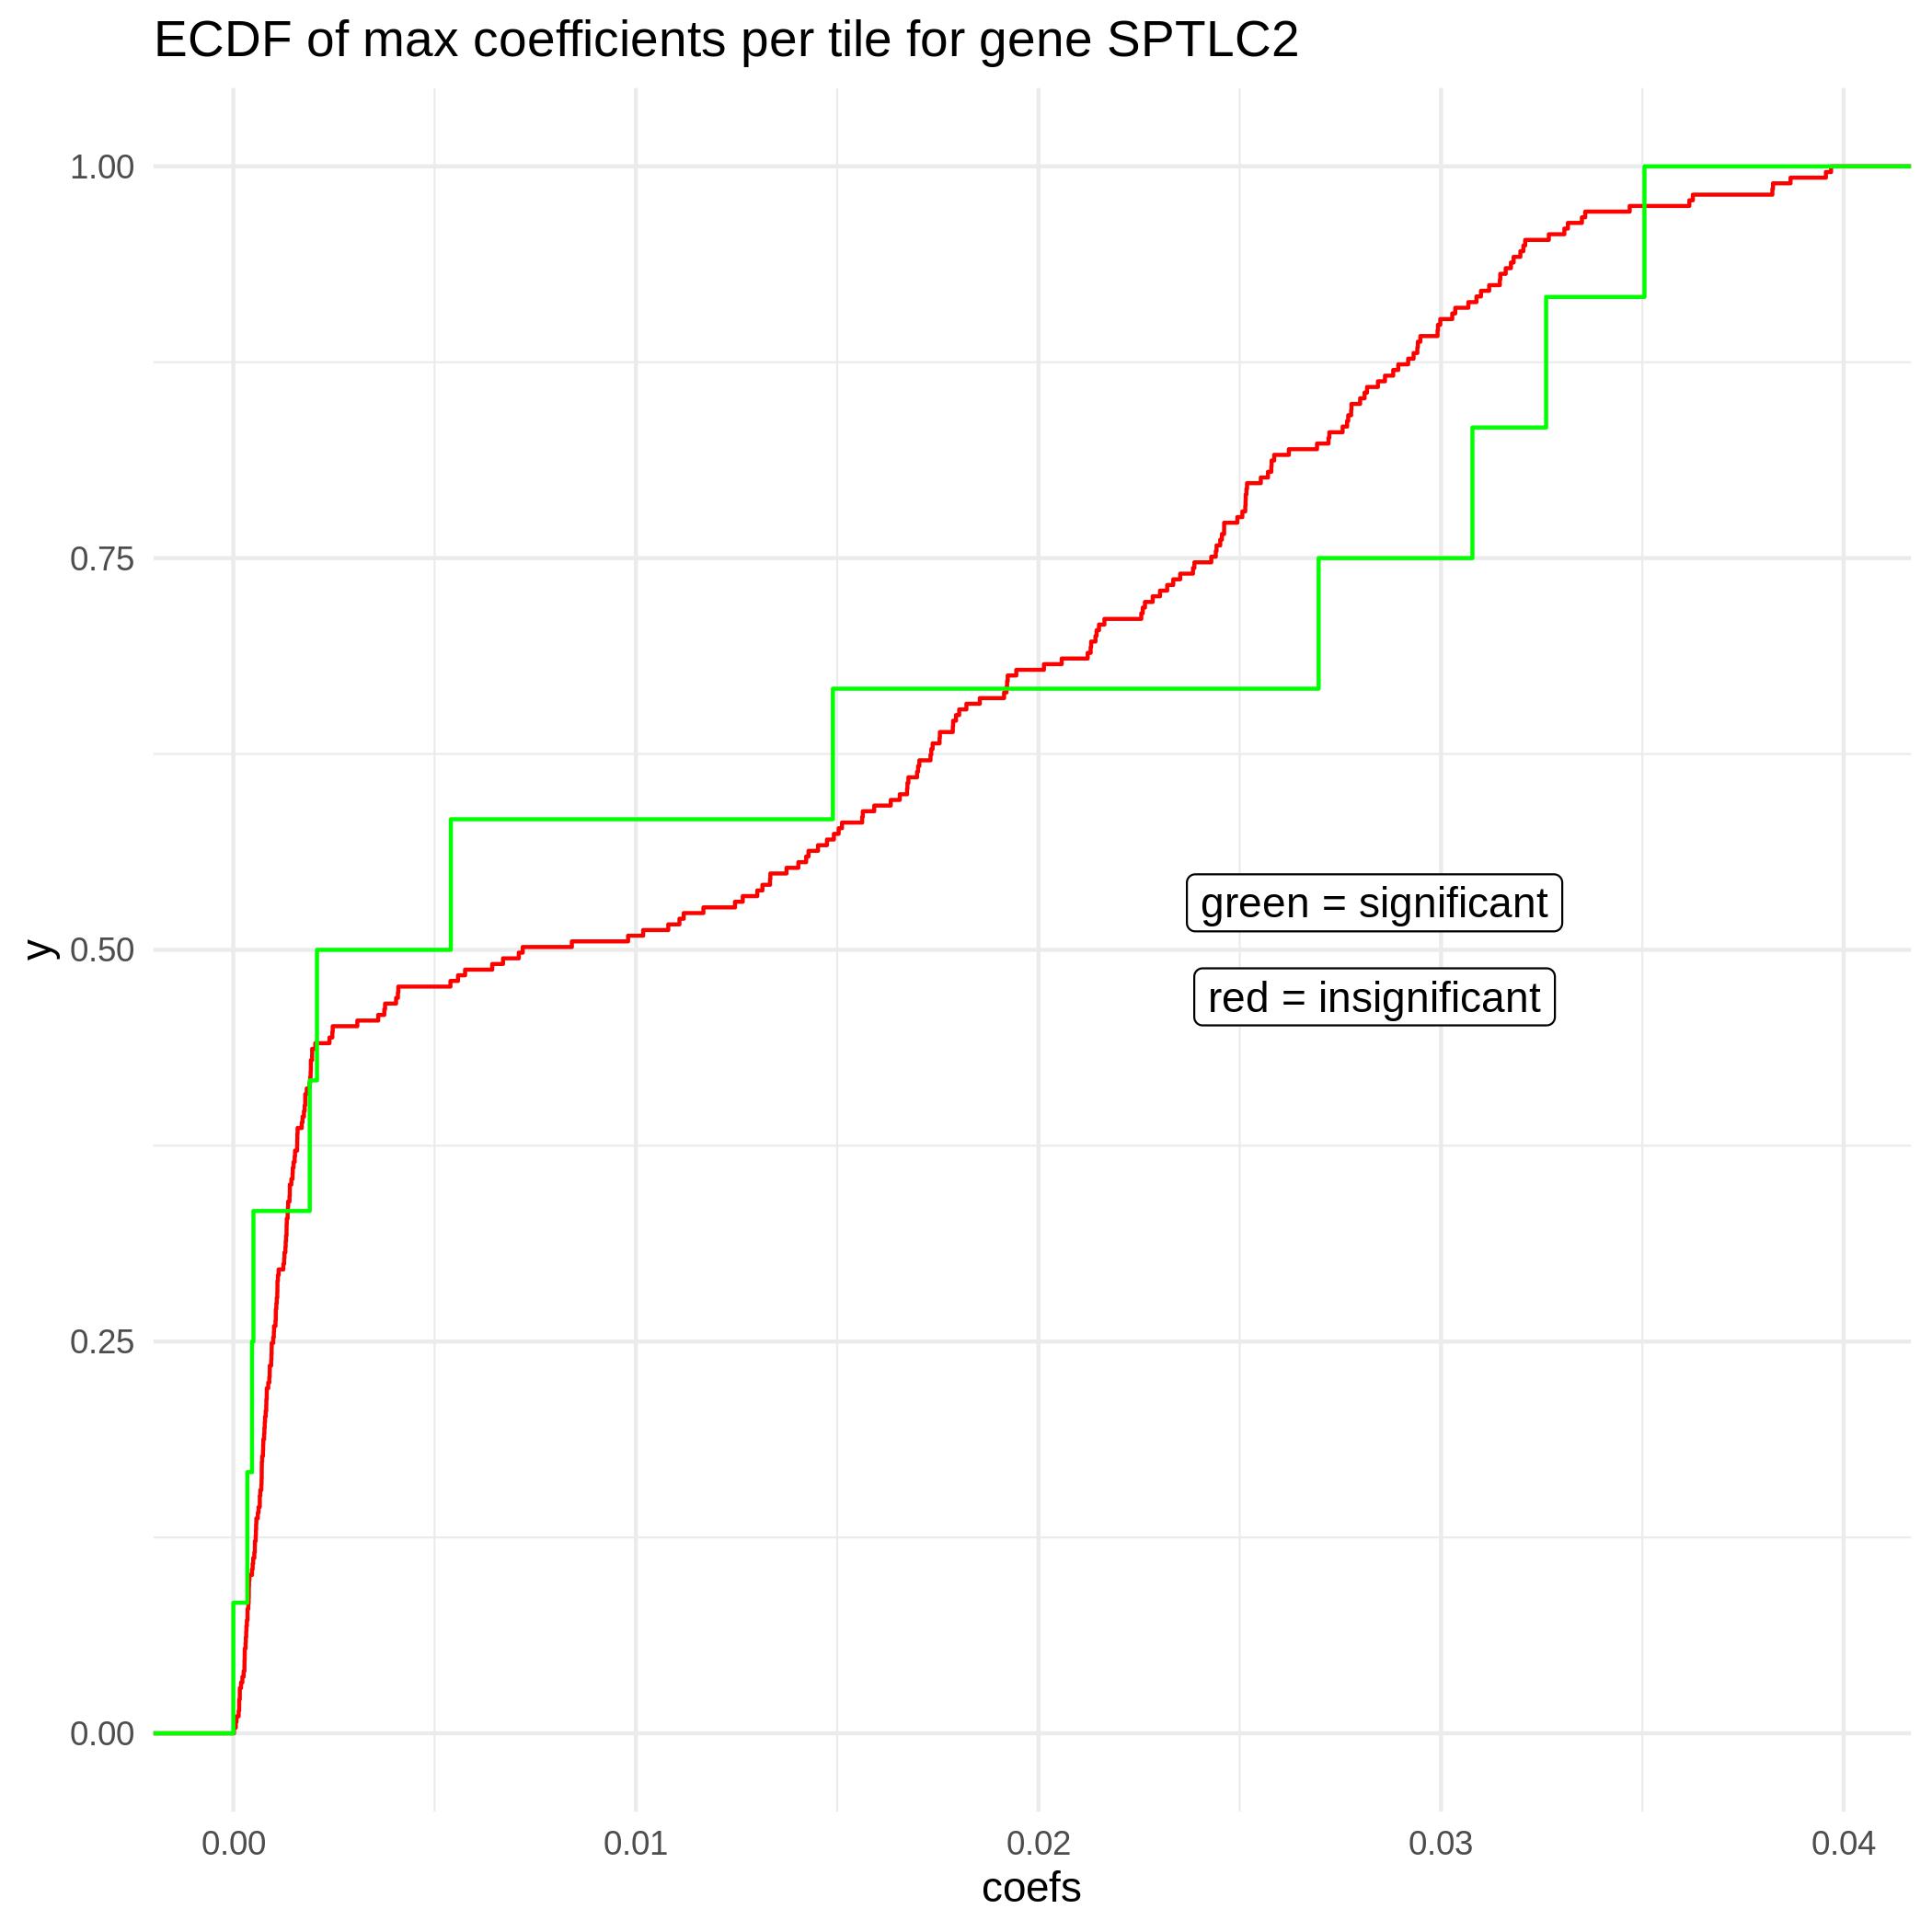 ECDF of max coefficients per tile for gene SPTLC2
1.00
0.75
0.50
0.25
0.00
y
green = significant
red = insignificant
0.00 0.01 0.02 0.03 0.04
coefs